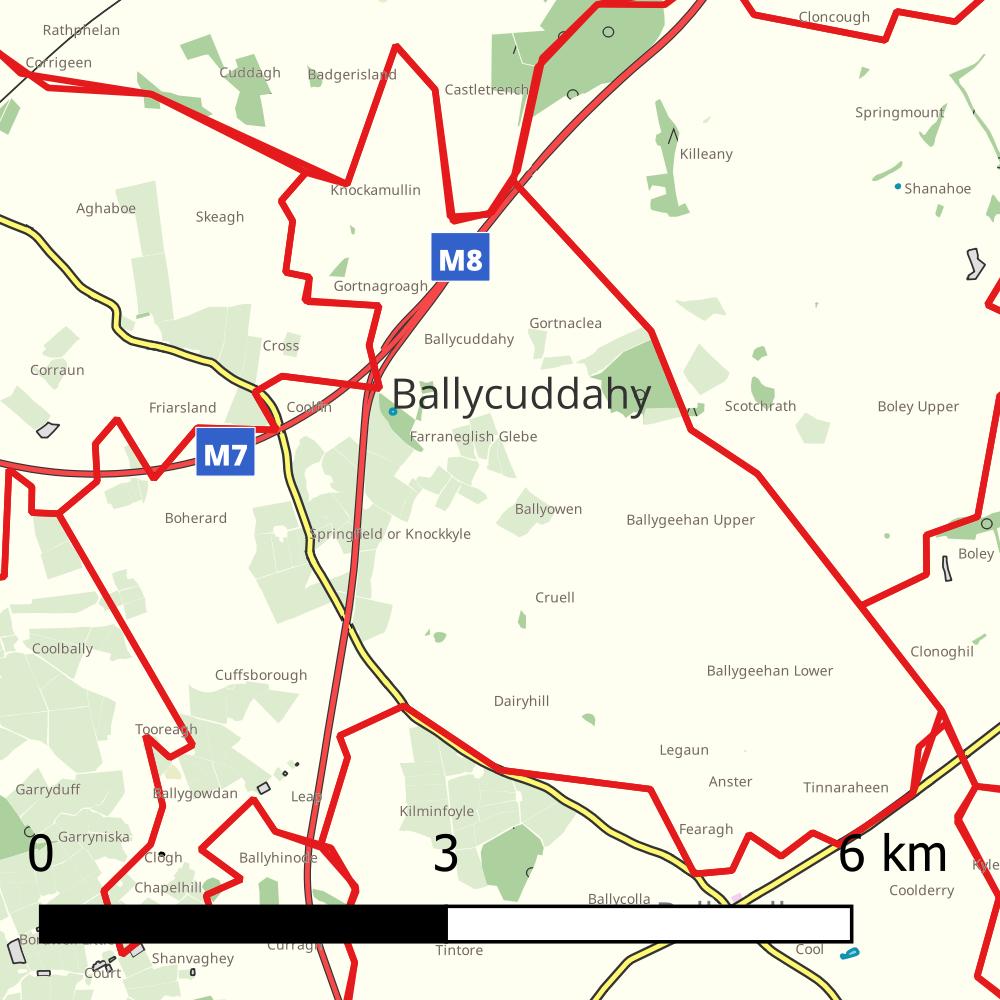 Rathphelan
Cloncough
Corrigeen
Cuddagh
Badgerisland
Castletrench
Springmount
Killeany
Knockamullin
Shanahoe
Aghaboe
Skeagh
M8
Gortnagroagh
Gortnaclea
Ballycuddahy
Cross
Corraun
Ballycuddahy
Friarsland
Coolfin
Scotchrath
Boley Upper
Farraneglish Glebe
M7
Ballyowen
Boherard
Ballygeehan Upper
Springfield or Knockkyle
Boley
Cruell
Coolbally
Clonoghil
Cuffsborough
Ballygeehan Lower
Dairyhill
Tooreagh
Legaun
Anster
Garryduff
Ballygowdan
Leap
Tinnaraheen
Kilminfoyle
Garryniska
Fearagh
0
3
6 km
Clogh
Ballyhinode
Kyle
Chapelhill
Coolderry
Ballycolla
Curragh
Tintore
Cool
Shanvaghey
Court